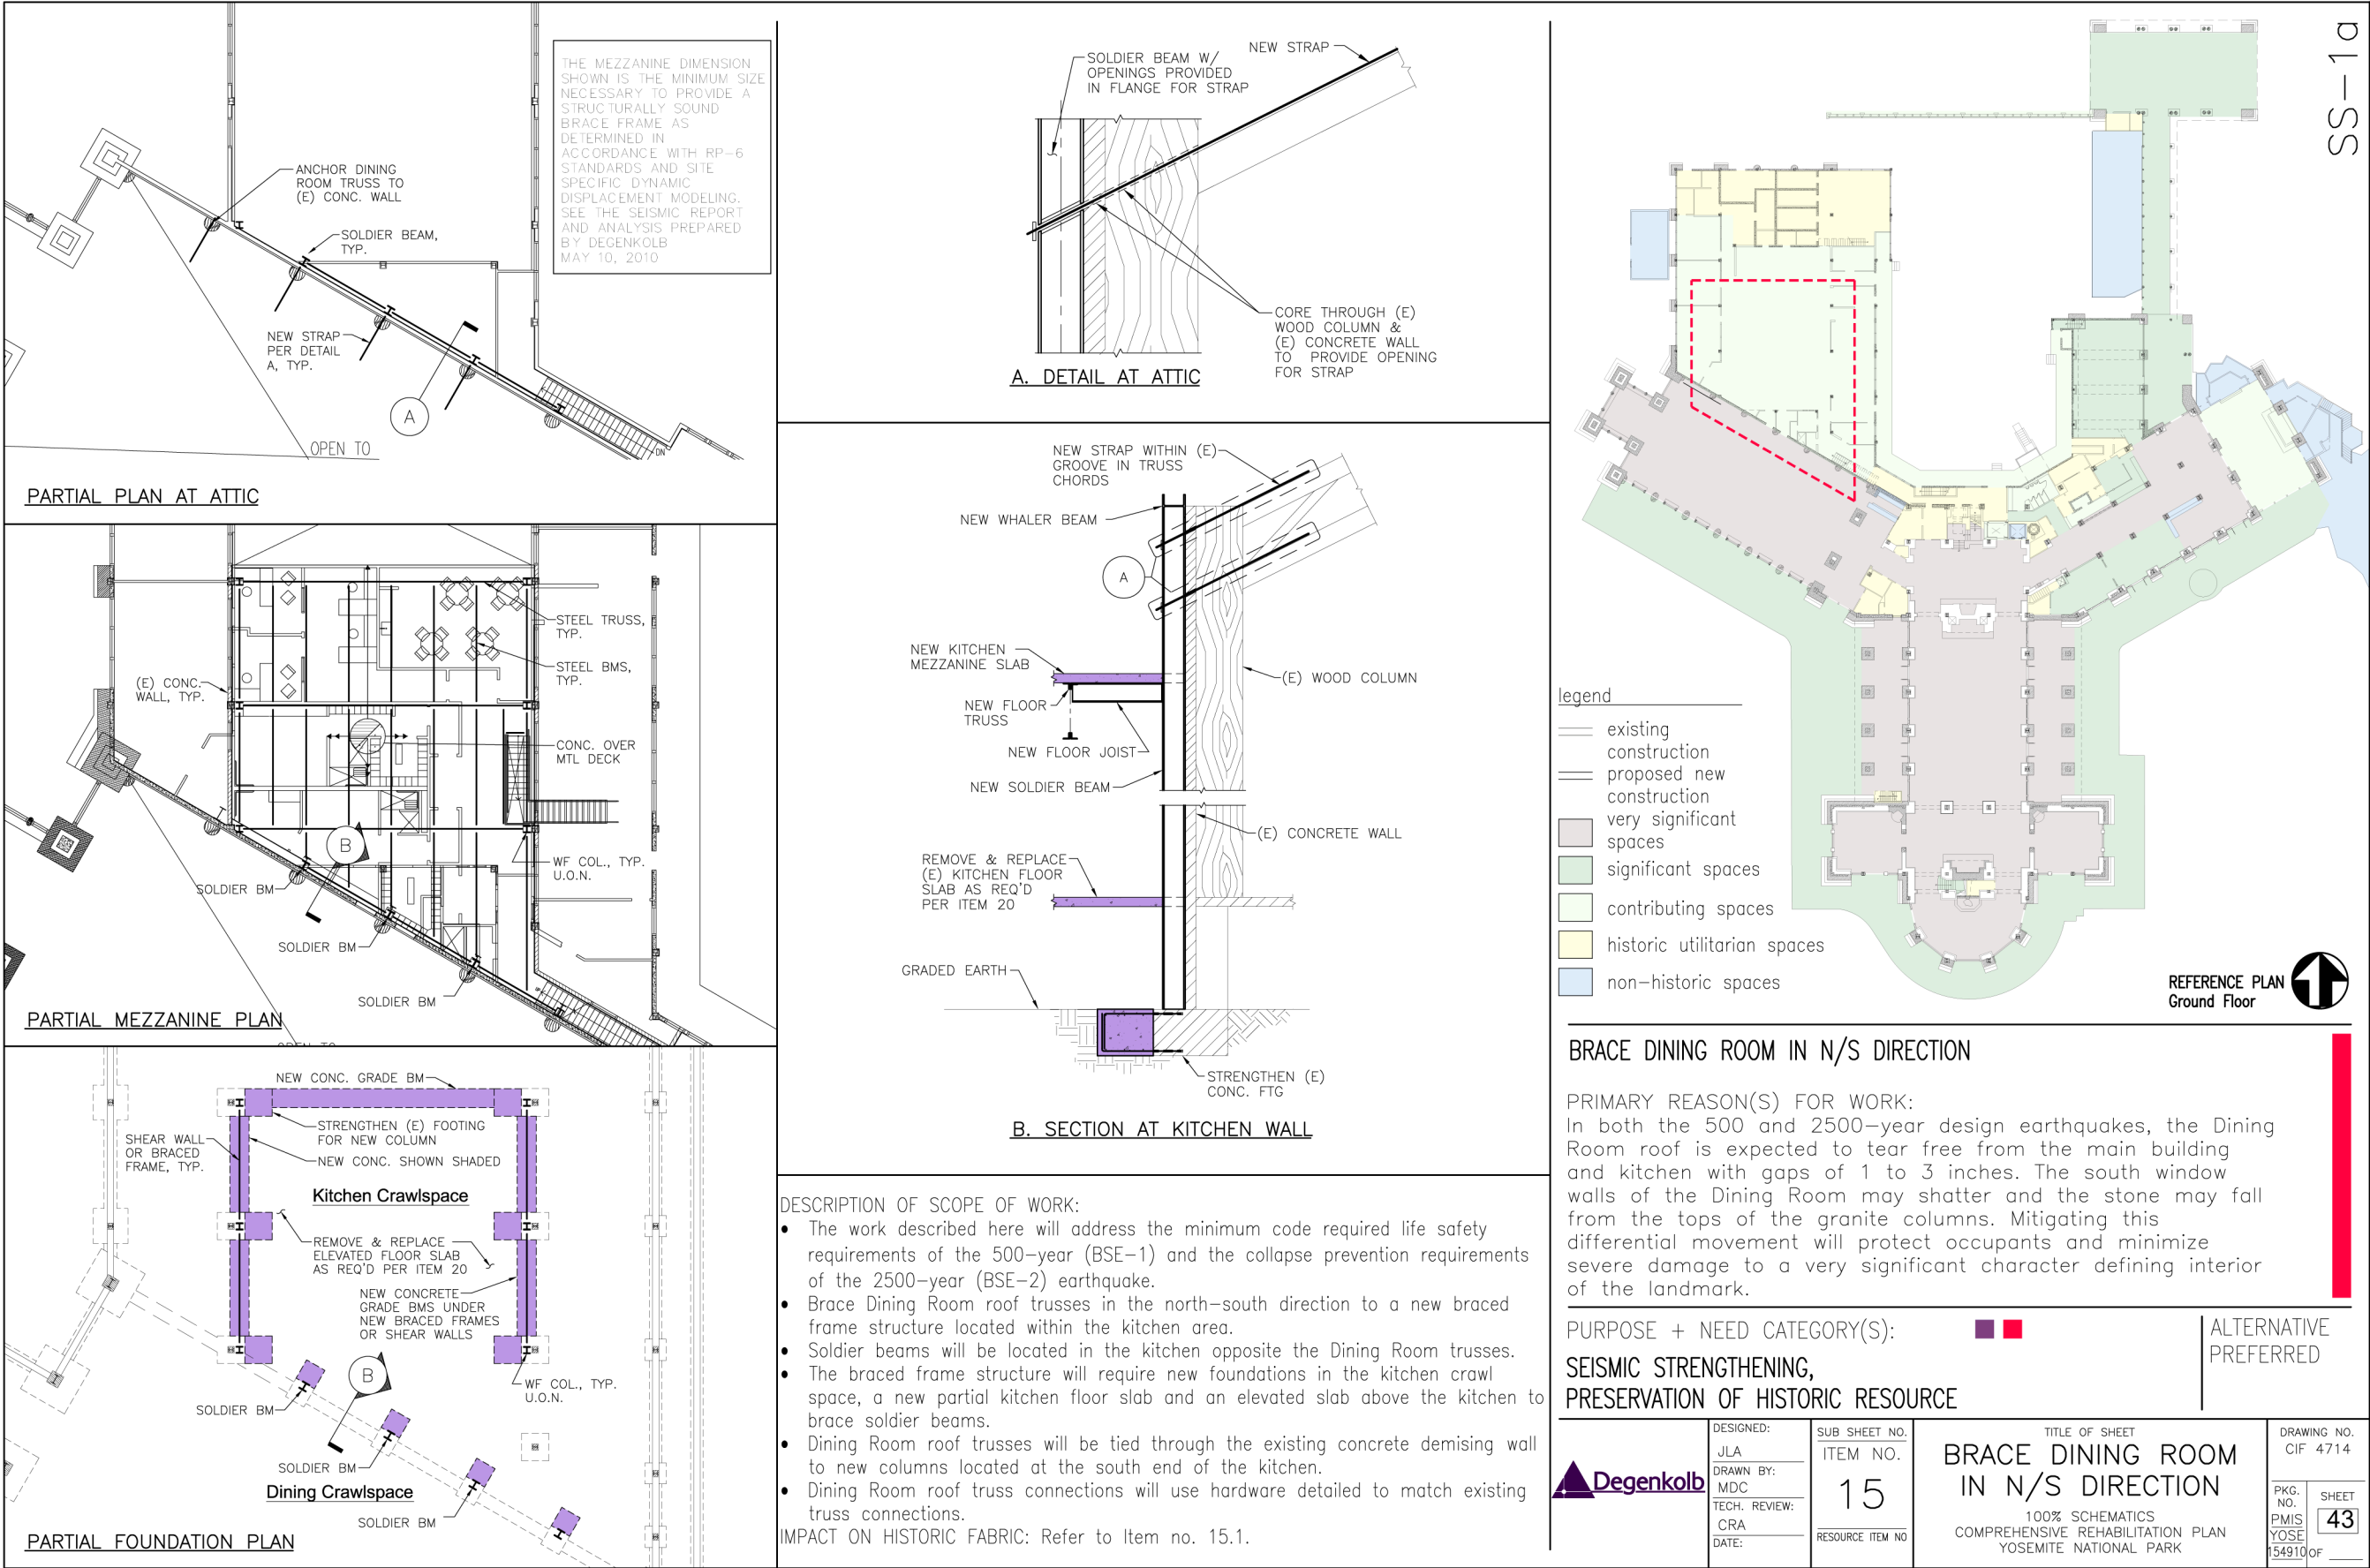 THE MEZZANINE DIMENSION
SHOWN IS THE MINIMUM SIZE
NECESSARY TO PROVIDE A
STRUCTURALLY SOUND
BRACE FRAME AS
DETERMINED IN
ACCORDANCE WITH RP-6
STANDARDS AND SITE
SPECIFIC DYNAMIC
DISPLACEMENT MODELING.
SEE THE SEISMIC REPORT
AND ANALYSIS PREPARED
BY DEGENKOLB
MAY 10, 2010
ANCHOR DINING
ROOM TRUSS TO
(E) CONC. WALL
SOLDIER BEAM,
TYP.
NEW STRAP
PER DETAIL
A, TYP.
A
OPEN TO
DN
PARTIAL PLAN AT ATTIC
STEEL TRUSS,
TYP.
STEEL BMS,
TYP.
(E) CONC.
WALL, TYP.
CONC. OVER
MTL DECK
B
WF COL., TYP.
U.O.N.
SOLDIER BM
SOLDIER BM
SOLDIER BM
PARTIAL MEZZANINE PLAN
OPEN TO
NEW CONC. GRADE BM
STRENGTHEN (E) FOOTING
FOR NEW COLUMN
SHEAR WALL
OR BRACED
FRAME, TYP.
NEW CONC. SHOWN SHADED
Kitchen Crawlspace
REMOVE & REPLACE
ELEVATED FLOOR SLAB
AS REQ'D PER ITEM 20
NEW CONCRETE
GRADE BMS UNDER
NEW BRACED FRAMES
OR SHEAR WALLS
B
WF COL., TYP.
U.O.N.
SOLDIER BM
SOLDIER BM
Dining Crawlspace
SOLDIER BM
PARTIAL FOUNDATION PLAN
SOLDIER BEAM W/
OPENINGS PROVIDED
IN FLANGE FOR STRAP
NEW STRAP
CORE THROUGH (E)
WOOD COLUMN &
(E) CONCRETE WALL
TO PROVIDE OPENING
FOR STRAP
A. DETAIL AT ATTIC
NEW STRAP WITHIN (E)
GROOVE IN TRUSS
CHORDS
NEW WHALER BEAM
A
NEW KITCHEN
MEZZANINE SLAB
(E) WOOD COLUMN
NEW FLOOR
TRUSS
NEW FLOOR JOIST
NEW SOLDIER BEAM
(E) CONCRETE WALL
REMOVE & REPLACE
(E) KITCHEN FLOOR
SLAB AS REQ'D
PER ITEM 20
GRADED EARTH
STRENGTHEN (E)
CONC. FTG
B. SECTION AT KITCHEN WALL
DESCRIPTION OF SCOPE OF WORK:
• The work described here will address the minimum code required life safety
requirements of the 500-year (BSE-1) and the collapse prevention requirements
of the 2500-year (BSE-2) earthquake.
• Brace Dining Room roof trusses in the north-south direction to a new braced
frame structure located within the kitchen area.
• Soldier beams will be located in the kitchen opposite the Dining Room trusses.
• The braced frame structure will require new foundations in the kitchen crawl
space, a new partial kitchen floor slab and an elevated slab above the kitchen to
brace soldier beams.
• Dining Room roof trusses will be tied through the existing concrete demising wall
to new columns located at the south end of the kitchen.
• Dining Room roof truss connections will use hardware detailed to match existing
truss connections.
IMPACT ON HISTORIC FABRIC: Refer to Item no. 15.1.
SS-1a
legend
existing
construction
proposed new
construction
very significant
spaces
significant spaces
contributing spaces
historic utilitarian spaces
non-historic spaces
REFERENCE PLAN
Ground Floor
BRACE DINING ROOM IN N/S DIRECTION
PRIMARY REASON(S) FOR WORK:
In both the 500 and 2500-year design earthquakes, the Dining
Room roof is expected to tear free from the main building
and kitchen with gaps of 1 to 3 inches. The south window
walls of the Dining Room may shatter and the stone may fall
from the tops of the granite columns. Mitigating this
differential movement will protect occupants and minimize
severe damage to a very significant character defining interior
of the landmark.
PURPOSE + NEED CATEGORY(S):
SEISMIC STRENGTHENING,
PRESERVATION OF HISTORIC RESOURCE
ALTERNATIVE
PREFERRED
Degenkolb
DESIGNED:
JLA
DRAWN BY:
MDC
TECH. REVIEW:
CRA
DATE:
SUB SHEET NO.
ITEM NO.
15
RESOURCE ITEM NO
TITLE OF SHEET
BRACE DINING ROOM
IN N/S DIRECTION
100% SCHEMATICS
COMPREHENSIVE REHABILITATION PLAN
YOSEMITE NATIONAL PARK
DRAWING NO.
CIF 4714
PKG.
NO.
PMIS
YOSE
154910
SHEET
43
OF